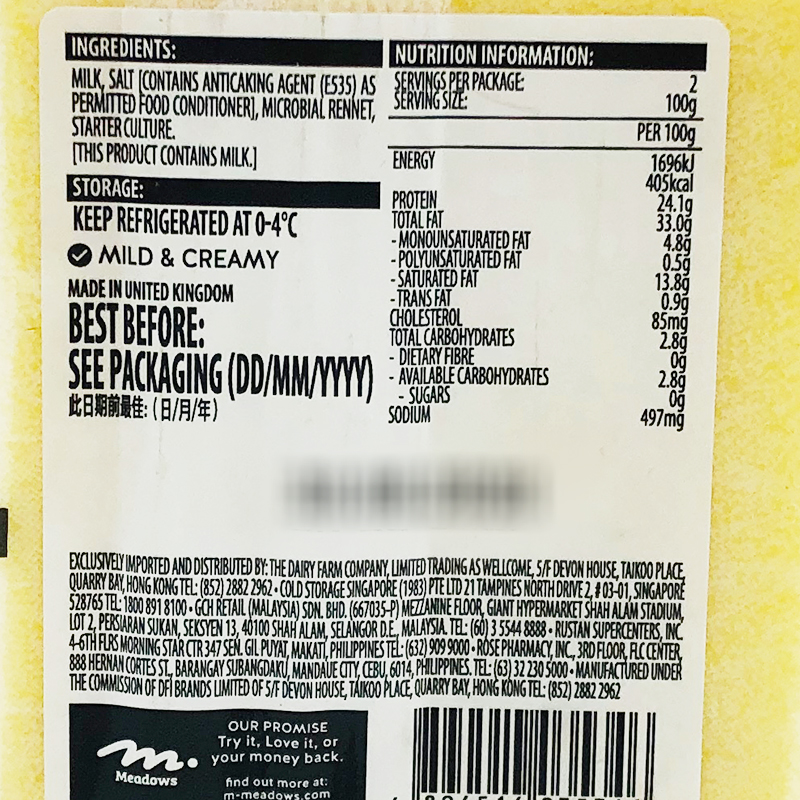 INGREDIENTS:
MILK, SALT [CONTAINS ANTICAKING AGENT (E535) AS
PERMITTED FOOD CONDITIONER], MICROBIAL RENNET,
STARTER CULTURE.
[THIS PRODUCT CONTAINS MILK.]
STORAGE:
KEEP REFRIGERATED AT 0-4°C
MILD & CREAMY
MADE IN UNITED KINGDOM
BEST BEFORE:
SEE PACKAGING (DD/MM/YYYY)
此日期前最佳: (日/月/年)
NUTRITION INFORMATION:
SERVINGS PER PACKAGE: 2
SERVING SIZE: 100g
PER 100g
ENERGY 1696kJ
405kcal
PROTEIN 24.1g
TOTAL FAT 33.0g
- MONOUNSATURATED FAT 4.8g
- POLYUNSATURATED FAT 0.5g
- SATURATED FAT 13.8g
- TRANS FAT 0.9g
CHOLESTEROL 85mg
TOTAL CARBOHYDRATES 2.8g
- DIETARY FIBRE 0g
- AVAILABLE CARBOHYDRATES 2.8g
- SUGARS 0g
SODIUM 497mg
EXCLUSIVELY IMPORTED AND DISTRIBUTED BY: THE DAIRY FARM COMPANY, LIMITED TRADING AS WELLCOME, 5/F DEVON HOUSE, TAIKOO PLACE,
QUARRY BAY, HONG KONG TEL: (852) 2882 2962 • COLD STORAGE SINGAPORE (1983) PTE LTD 21 TAMPINES NORTH DRIVE 2, #03-01, SINGAPORE
528765 TEL: 1800 891 8100 • GCH RETAIL (MALAYSIA) SDN. BHD. (667035-P) MEZZANINE FLOOR, GIANT HYPERMARKET SHAH ALAM STADIUM,
LOT 2, PERSIARAN SUKAN, SEKSYEN 13, 40100 SHAH ALAM, SELANGOR D.E., MALAYSIA. TEL: (60) 3 5544 8888 • RUSTAN SUPERCENTERS, INC.
4-6TH FLRS MORNING STAR CTR 347 SEN. GIL PUYAT, MAKATI, PHILIPPINES TEL: (632) 909 9000 • ROSE PHARMACY, INC., 3RD FLOOR, FLC CENTER,
888 HERNAN CORTES ST., BARANGAY SUBANGDAKU, MANDAUE CITY, CEBU, 6014, PHILIPPINES. TEL: (63) 32 230 5000 • MANUFACTURED UNDER
THE COMMISSION OF DFI BRANDS LIMITED OF 5/F DEVON HOUSE, TAIKOO PLACE, QUARRY BAY, HONG KONG TEL: (852) 2882 2962
m.
Meadows
OUR PROMISE
Try it, Love it, or
your money back.
find out more at:
m-meadows.com